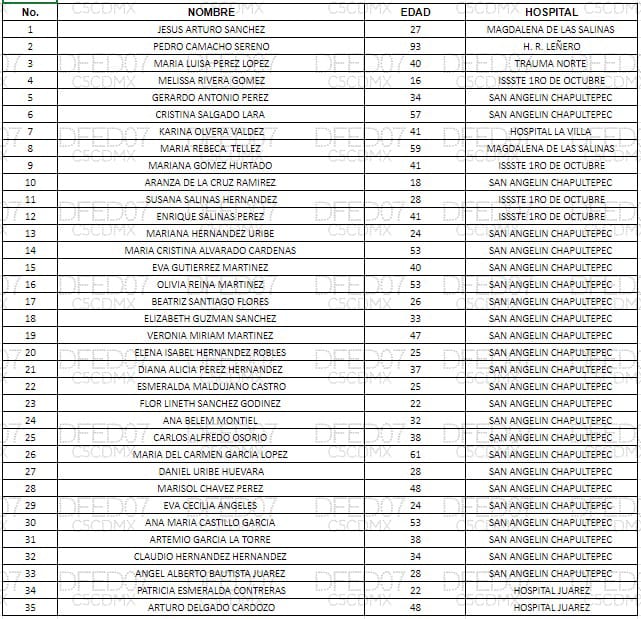 No. NOMBRE EDAD HOSPITAL
1 JESUS ARTURO SANCHEZ 27 MAGDALENA DE LAS SALINAS
2 PEDRO CAMACHO SERENO 93 H. R. LEÑERO
3 MARIA LUISA PEREZ LOPEZ 40 TRAUMA NORTE
4 MELISSA RIVERA GOMEZ 16 ISSSTE 1RO DE OCTUBRE
5 GERARDO ANTONIO PEREZ 34 SAN ANGELIN CHAPULTEPEC
6 CRISTINA SALGADO LARA 57 SAN ANGELIN CHAPULTEPEC
7 KARINA OLVERA VALDEZ 41 HOSPITAL LA VILLA
8 MARIA REBECA TELLEZ 59 MAGDALENA DE LAS SALINAS
9 MARIANA GOMEZ HURTADO 41 ISSSTE 1RO DE OCTUBRE
10 ARANZA DE LA CRUZ RAMIREZ 18 SAN ANGELIN CHAPULTEPEC
11 SUSANA SALINAS HERNANDEZ 28 ISSSTE 1RO DE OCTUBRE
12 ENRIQUE SALINAS PEREZ 41 ISSSTE 1RO DE OCTUBRE
13 MARIANA HERNANDEZ URIBE 24 SAN ANGELIN CHAPULTEPEC
14 MARIA CRISTINA ALVARADO CARDENAS 53 SAN ANGELIN CHAPULTEPEC
15 EVA GUTIERREZ MARTINEZ 40 SAN ANGELIN CHAPULTEPEC
16 OLIVIA REINA MARTINEZ 53 SAN ANGELIN CHAPULTEPEC
17 BEATRIZ SANTIAGO FLORES 26 SAN ANGELIN CHAPULTEPEC
18 ELIZABETH GUZMAN SANCHEZ 33 SAN ANGELIN CHAPULTEPEC
19 VERONIA MIRIAM MARTINEZ 47 SAN ANGELIN CHAPULTEPEC
20 ELENA ISABEL HERNANDEZ ROBLES 25 SAN ANGELIN CHAPULTEPEC
21 DIANA ALICIA PEREZ HERNANDEZ 37 SAN ANGELIN CHAPULTEPEC
22 ESMERALDA MALDUJANO CASTRO 25 SAN ANGELIN CHAPULTEPEC
23 FLOR LINETH SANCHEZ GODINEZ 22 SAN ANGELIN CHAPULTEPEC
24 ANA BELEM MONTIEL 32 SAN ANGELIN CHAPULTEPEC
25 CARLOS ALFREDO OSORIO 38 SAN ANGELIN CHAPULTEPEC
26 MARIA DEL CARMEN GARCIA LOPEZ 61 SAN ANGELIN CHAPULTEPEC
27 DANIEL URIBE HUEVARA 28 SAN ANGELIN CHAPULTEPEC
28 MARISOL CHAVEZ PEREZ 48 SAN ANGELIN CHAPULTEPEC
29 EVA CECILIA ANGELES 24 SAN ANGELIN CHAPULTEPEC
30 ANA MARIA CASTILLO GARCIA 53 SAN ANGELIN CHAPULTEPEC
31 ARTEMIO GARCIA LA TORRE 38 SAN ANGELIN CHAPULTEPEC
32 CLAUDIO HERNANDEZ HERNANDEZ 34 SAN ANGELIN CHAPULTEPEC
33 ANGEL ALBERTO BAUTISTA JUAREZ 28 SAN ANGELIN CHAPULTEPEC
34 PATRICIA ESMERALDA CONTRERAS 22 HOSPITAL JUAREZ
35 ARTURO DELGADO CARDOZO 48 HOSPITAL JUAREZ
DFED07
C5CDMX